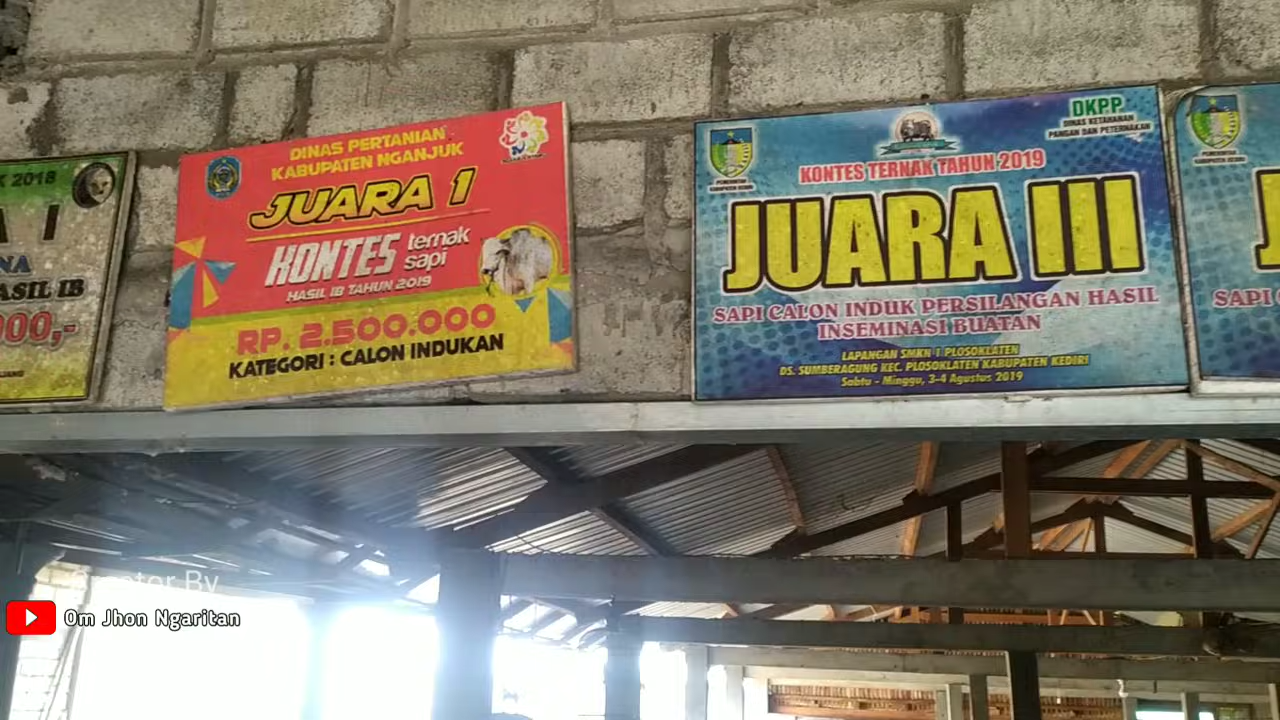 2018
A I
NA
ASIL IB
000,-
DINAS PERTANIAN
KABUPATEN NGANJUK
JUARA 1
KONTES ternak
sapi
HASIL IB TAHUN 2019
RP. 2.500.000
KATEGORI : CALON INDUKAN
DKPP
DINAS KETAHANAN
PANGAN DAN PETERNAKAN
KONTES TERNAK TAHUN 2019
JUARA III
SAPI CALON INDUK PERSILANGAN HASIL
INSEMINASI BUATAN
LAPANGAN SMKN 1 PLOSOKLATEN
DS. SUMBERAGUNG KEC. PLOSOKLATEN KABUPATEN KEDIRI
Sabtu - Minggu, 3-4 Agustus 2019
J
SAPI
Creator By
Om Jhon Ngaritan